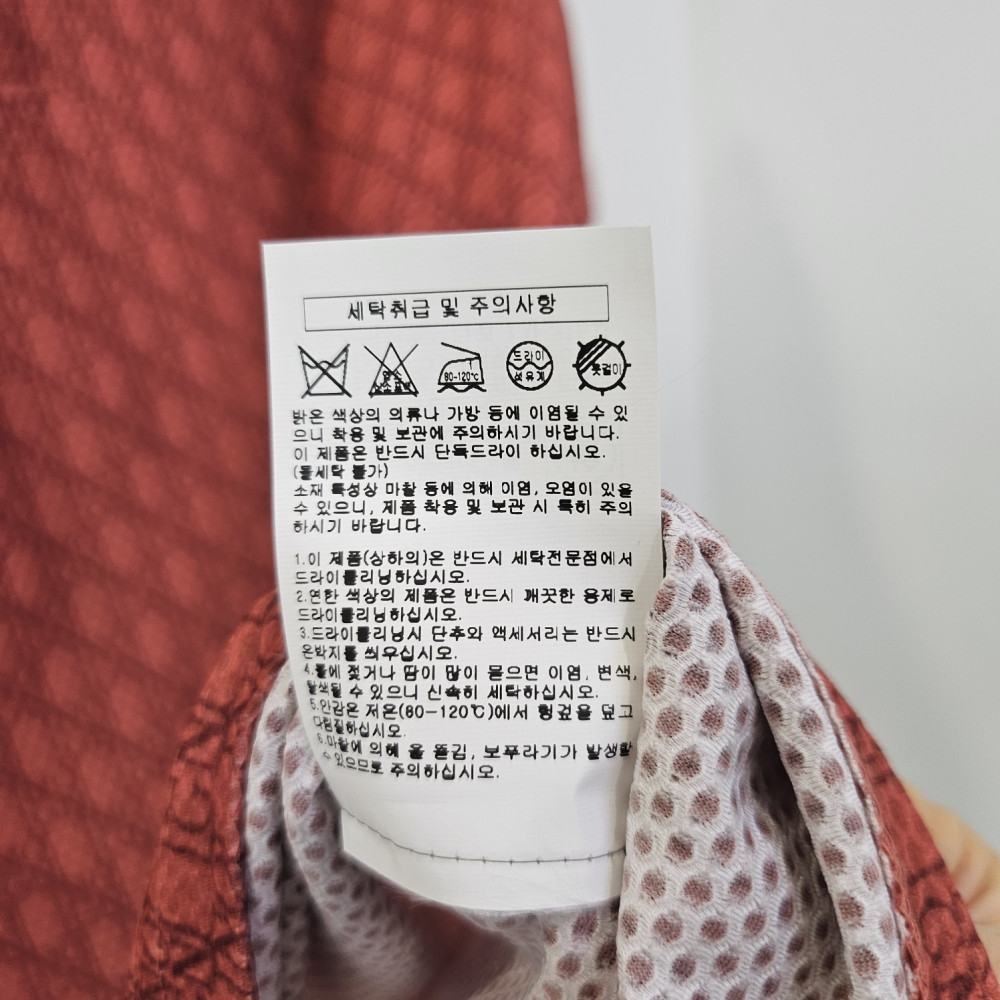 세탁취급 및 주의사항
염소
산소표백
80-120℃
드라이
석유계
옷걸이
밝은 색상의 의류나 가방 등에 이염될 수 있
으니 착용 및 보관에 주의하시기 바랍니다.
이 제품은 반드시 단독드라이 하십시오.
(물세탁 불가)
소재 특성상 마찰 등에 의해 이염, 오염이 있을
수 있으니, 제품 착용 및 보관 시 특히 주의
하시기 바랍니다.
1.이 제품(상하의)은 반드시 세탁전문점에서
드라이클리닝하십시오.
2.연한 색상의 제품은 반드시 깨끗한 용제로
드라이클리닝하십시오.
3.드라이클리닝시 단추와 액세서리는 반드시
은박지를 씌우십시오.
4.물에 젖거나 땀이 많이 묻으면 이염, 변색,
탈색될 수 있으니 신속히 세탁하십시오.
5.안감은 저온(80-120℃)에서 헝겊을 덮고
다림질하십시오.
6.마찰에 의해 올 뜯김, 보푸라기가 발생할
수 있으므로 주의하십시오.